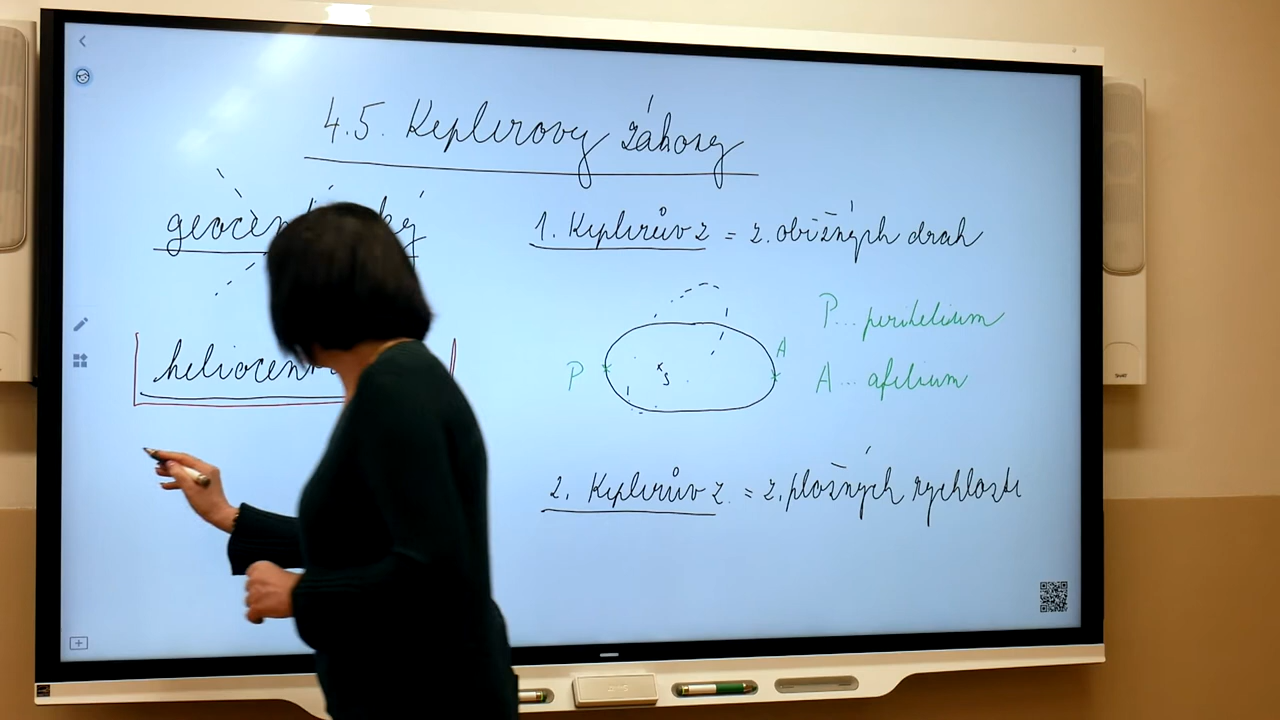 4.5. Keplerovy zákony
1. Keplerův z = z. oběžných drah
P... perihelium
A
P
S
A... afelium
2. Keplerův z. = z. plošných rychlostí